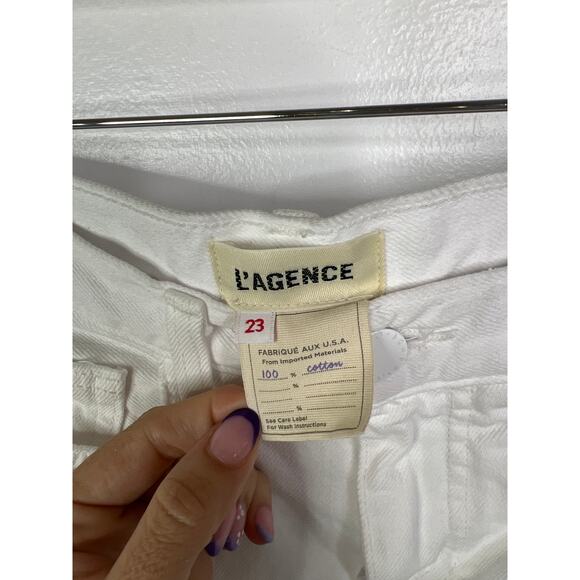 L'AGENCE
23
FABRIQUÉ AUX U.S.A.
From Imported Materials
100 % cotton
%
%
See Care Label
For Wash Instructions